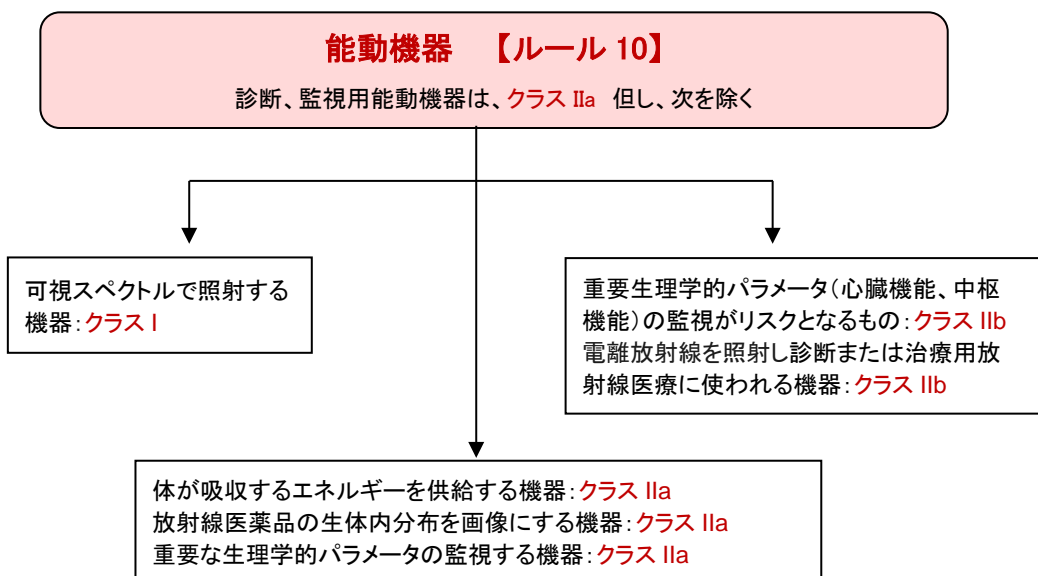 能動機器　【ルール 10】
診断、監視用能動機器は、クラス IIa 但し、次を除く
可視スペクトルで照射する
機器：クラス I
重要生理学的パラメータ（心臓機能、中枢
機能）の監視がリスクとなるもの：クラス IIb
電離放射線を照射し診断または治療用放
射線医療に使われる機器：クラス IIb
体が吸収するエネルギーを供給する機器：クラス IIa
放射線医薬品の生体内分布を画像にする機器：クラス IIa
重要な生理学的パラメータの監視する機器：クラス IIa